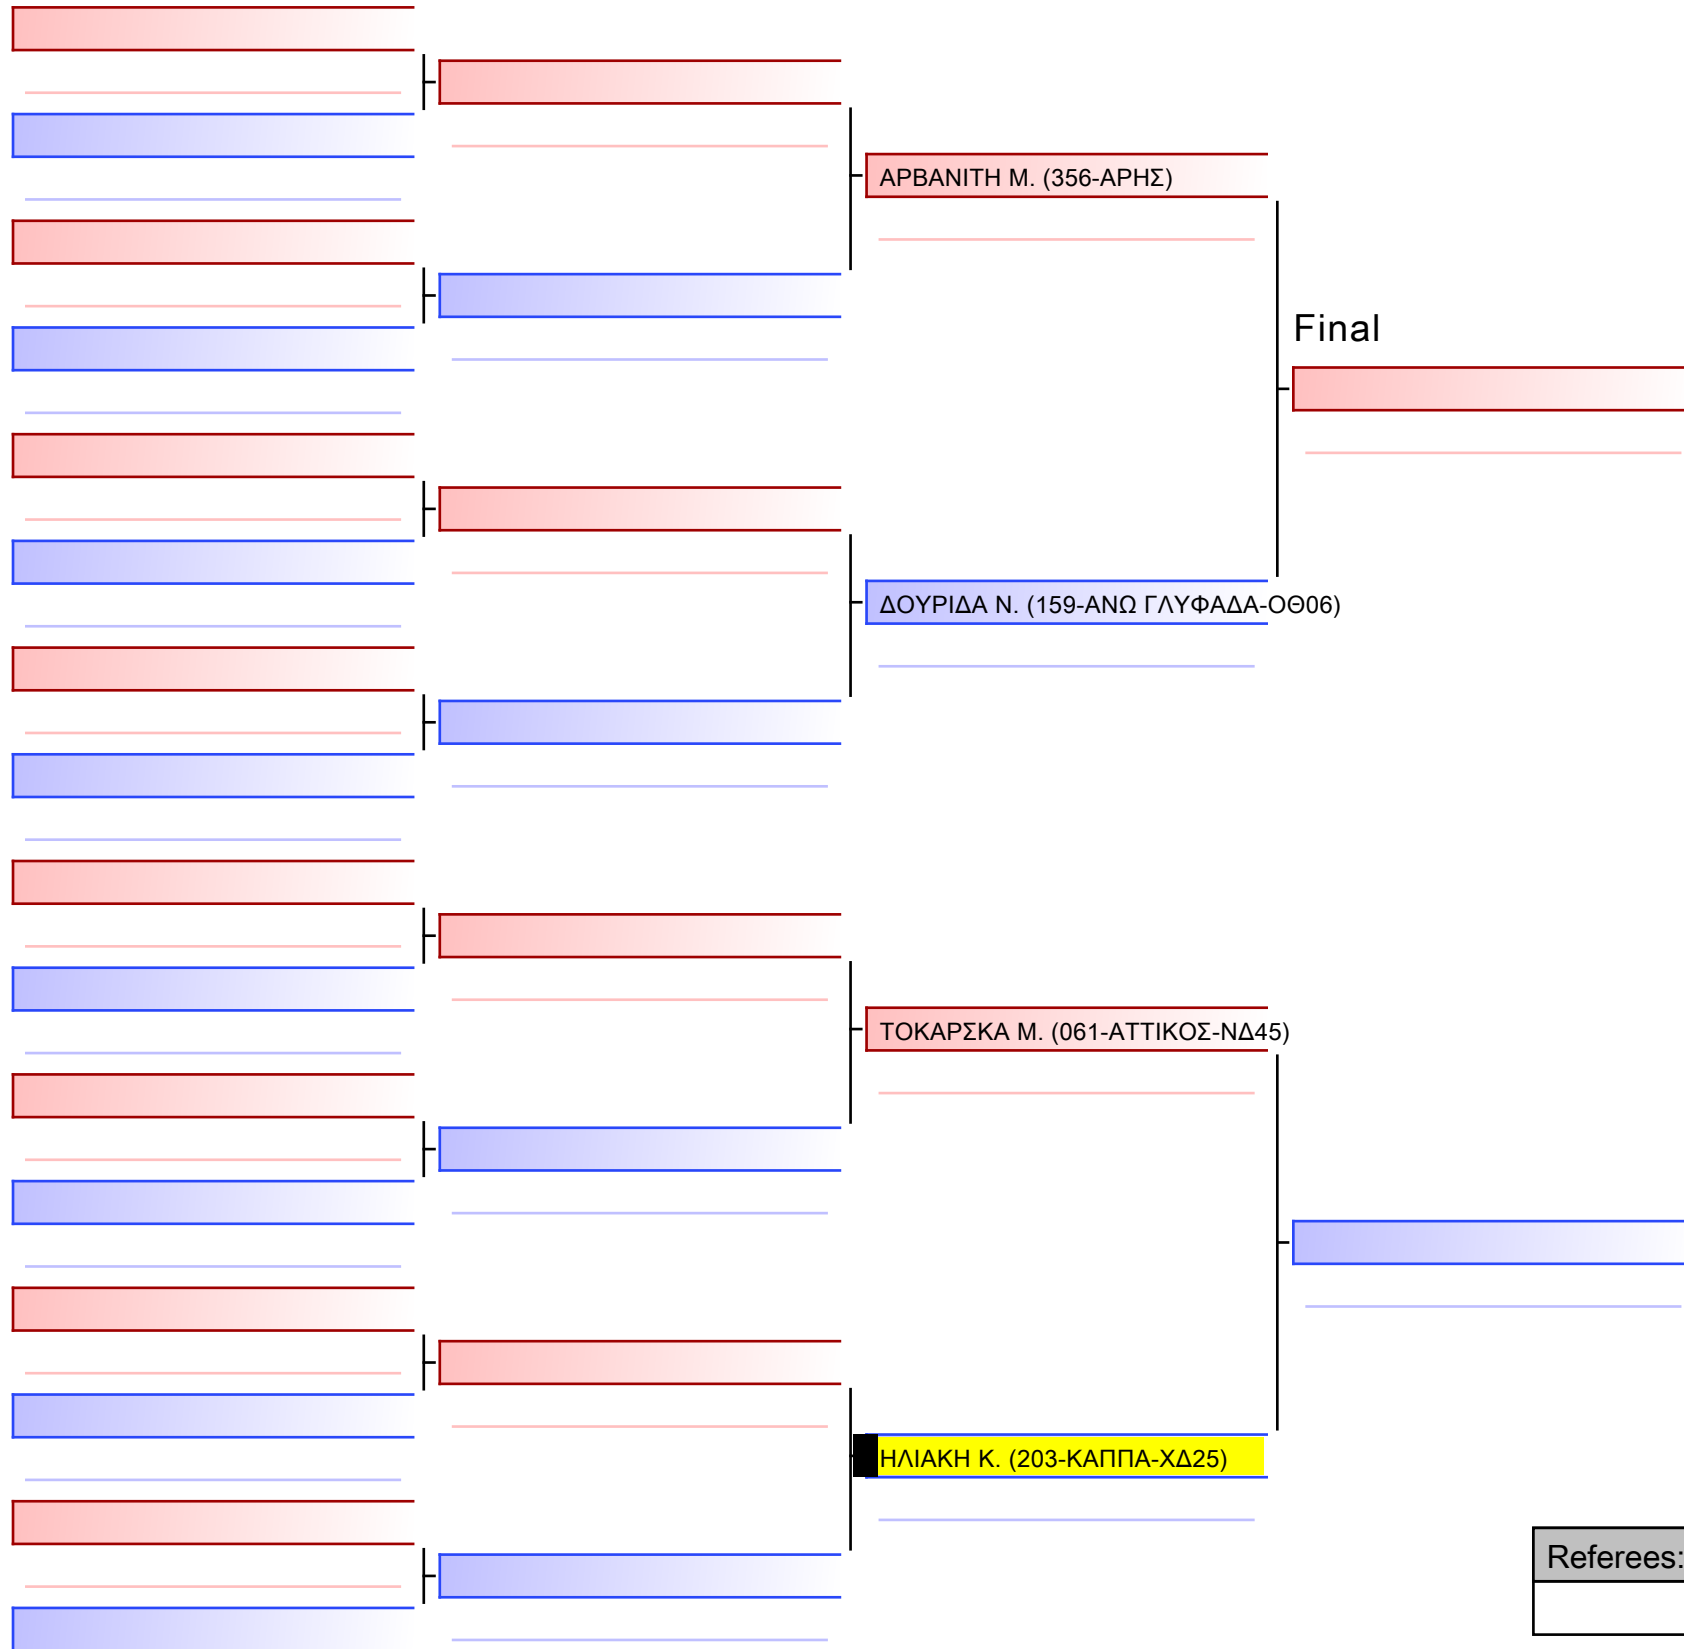 ΑΡΒΑΝΙΤΗ Μ. (356-ΑΡΗΣ)
Final
ΔΟΥΡΙΔΑ Ν. (159-ΑΝΩ ΓΛΥΦΑΔΑ-ΟΘ06)
ΤΟΚΑΡΣΚΑ Μ. (061-ΑΤΤΙΚΟΣ-ΝΔ45)
ΗΛΙΑΚΗ Κ. (203-ΚΑΠΠΑ-ΧΔ25)
Referees: